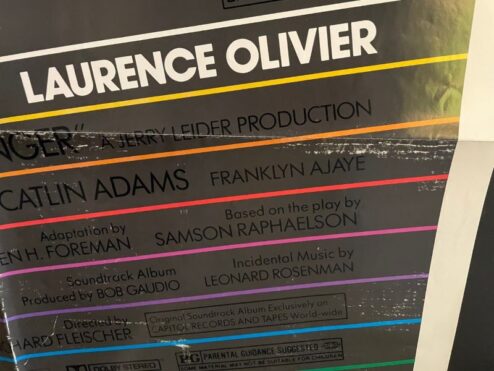 LAURENCE OLIVIER
NGER" A JERRY LEIDER PRODUCTION
CATLIN ADAMS FRANKLYN AJAYE
Adaptation by
EN H. FOREMAN
Based on the play by
SAMSON RAPHAELSON
Soundtrack Album
Produced by BOB GAUDIO
Incidental Music by
LEONARD ROSENMAN
Directed by
CHARD FLEISCHER
Original Soundtrack Album Exclusively on
CAPITOL RECORDS AND TAPES World-wide
DOLBY STEREO
PG PARENTAL GUIDANCE SUGGESTED
SOME MATERIAL MAY NOT BE SUITABLE FOR CHILDREN